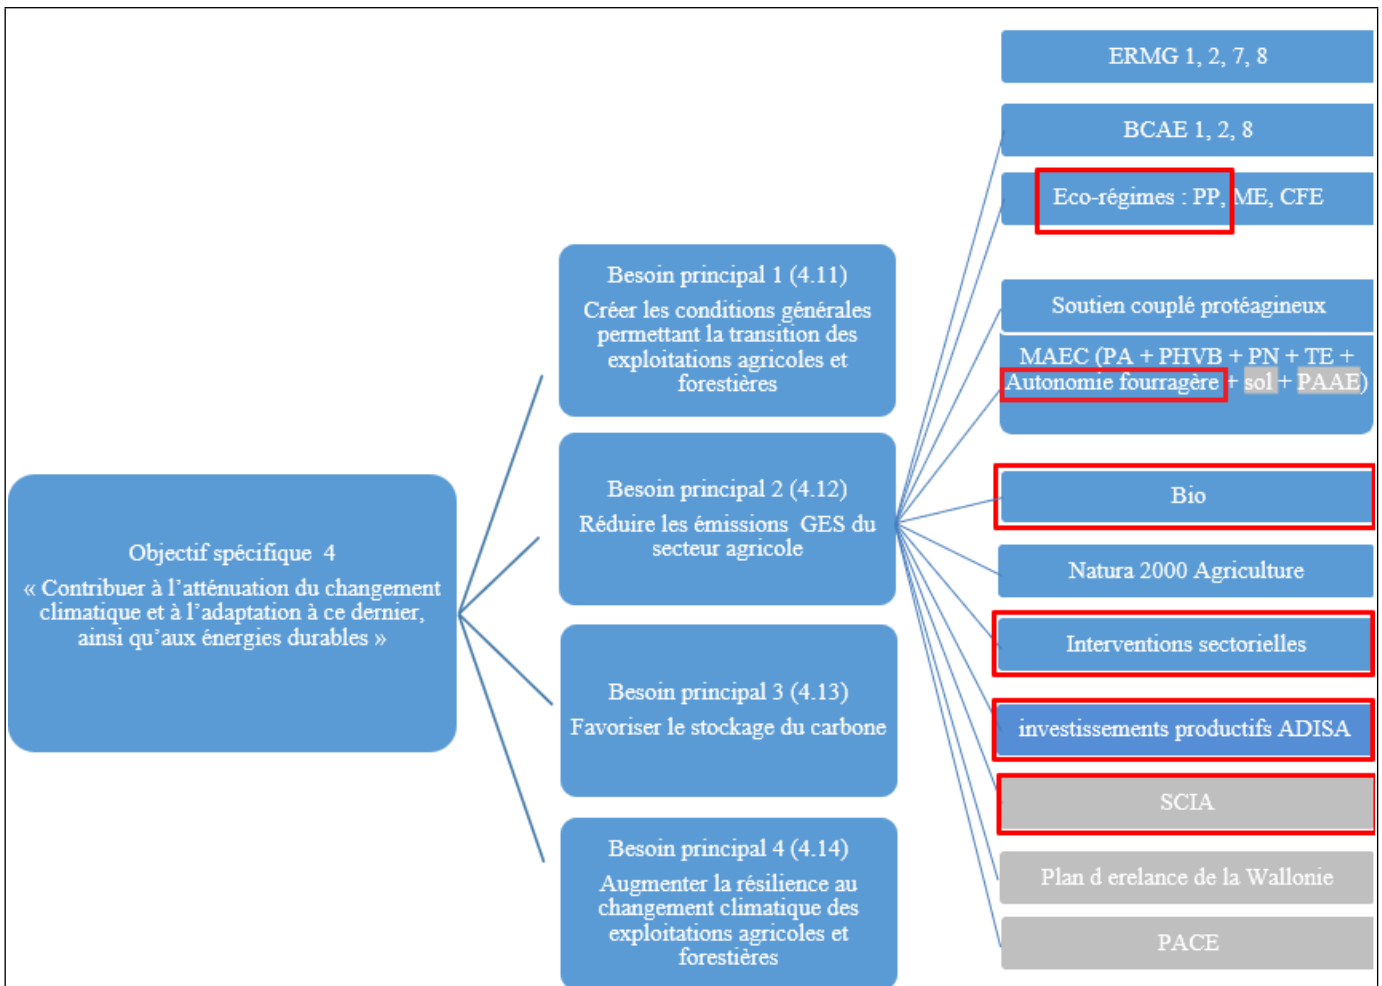 Objectif spécifique 4
« Contribuer à l’atténuation du changement
climatique et à l’adaptation à ce dernier,
ainsi qu’aux énergies durables »
Besoin principal 1 (4.11)
Créer les conditions générales
permettant la transition des
exploitations agricoles et
forestières
Besoin principal 2 (4.12)
Réduire les émissions GES du
secteur agricole
Besoin principal 3 (4.13)
Favoriser le stockage du carbone
Besoin principal 4 (4.14)
Augmenter la résilience au
changement climatique des
exploitations agricoles et
forestières
ERMG 1, 2, 7, 8
BCAE 1, 2, 8
Eco-régimes : PP, ME, CFE
Soutien couplé protéagineux
MAEC (PA + PHVB + PN + TE +
Autonomie fourragère + sol + PAAE)
Bio
Natura 2000 Agriculture
Interventions sectorielles
investissements productifs ADISA
SCIA
Plan d erelance de la Wallonie
PACE